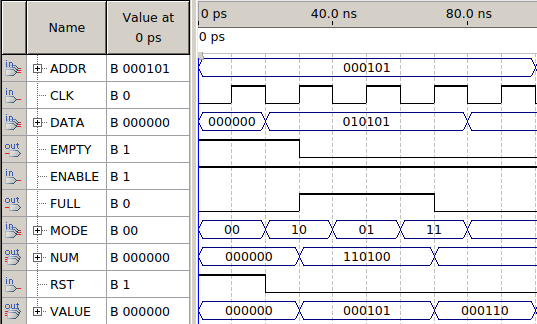 Name Value at 0 ps 0 ps 40.0 ns 80.0 ns
0 ps
in ADDR B 000101 000101
in CLK B 0
in DATA B 000000 000000 010101
out EMPTY B 1
in ENABLE B 1
out FULL B 0
in MODE B 00 00 10 01 11
out NUM B 000000 000000 110100
in RST B 1
out VALUE B 000000 000000 000101 000110